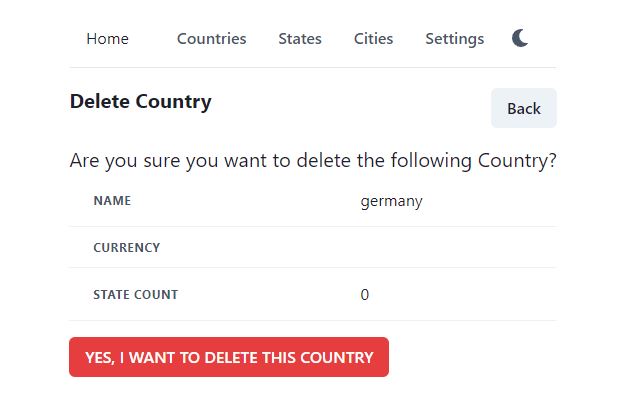 Home Countries States Cities Settings
Delete Country
Back
Are you sure you want to delete the following Country?
NAME germany
CURRENCY
STATE COUNT 0
YES, I WANT TO DELETE THIS COUNTRY